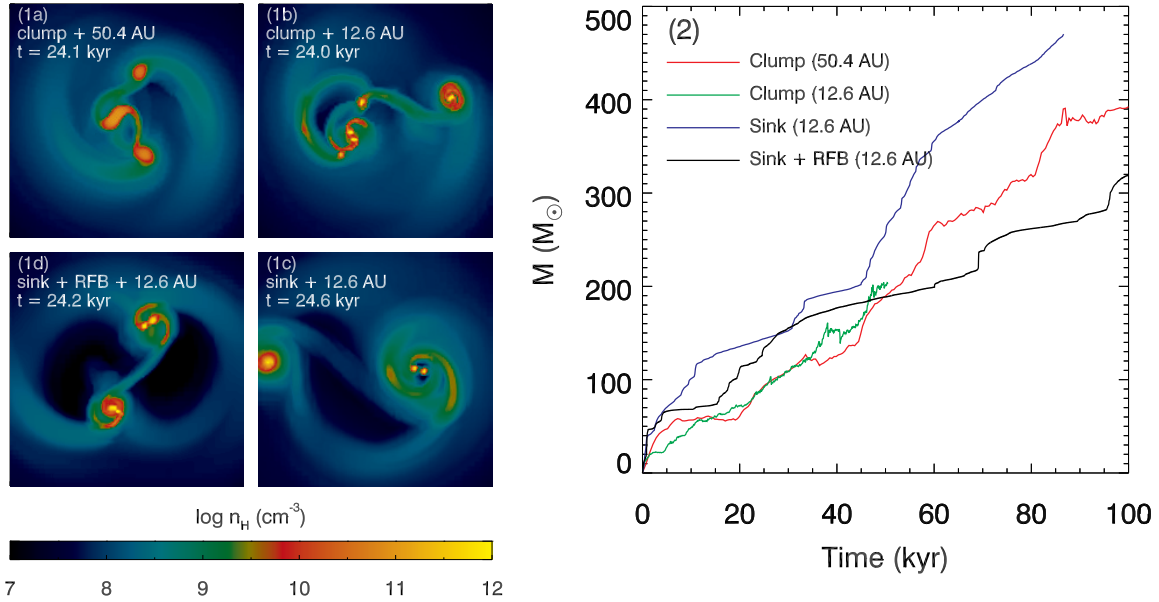 (1a)
clump + 50.4 AU
t = 24.1 kyr
(1b)
clump + 12.6 AU
t = 24.0 kyr
(1d)
sink + RFB + 12.6 AU
t = 24.2 kyr
(1c)
sink + 12.6 AU
t = 24.6 kyr
log n_H (cm⁻³)
7 8 9 10 11 12
(2)
Clump (50.4 AU)
Clump (12.6 AU)
Sink (12.6 AU)
Sink + RFB (12.6 AU)
M (M☉)
500
400
300
200
100
0
0 20 40 60 80 100
Time (kyr)